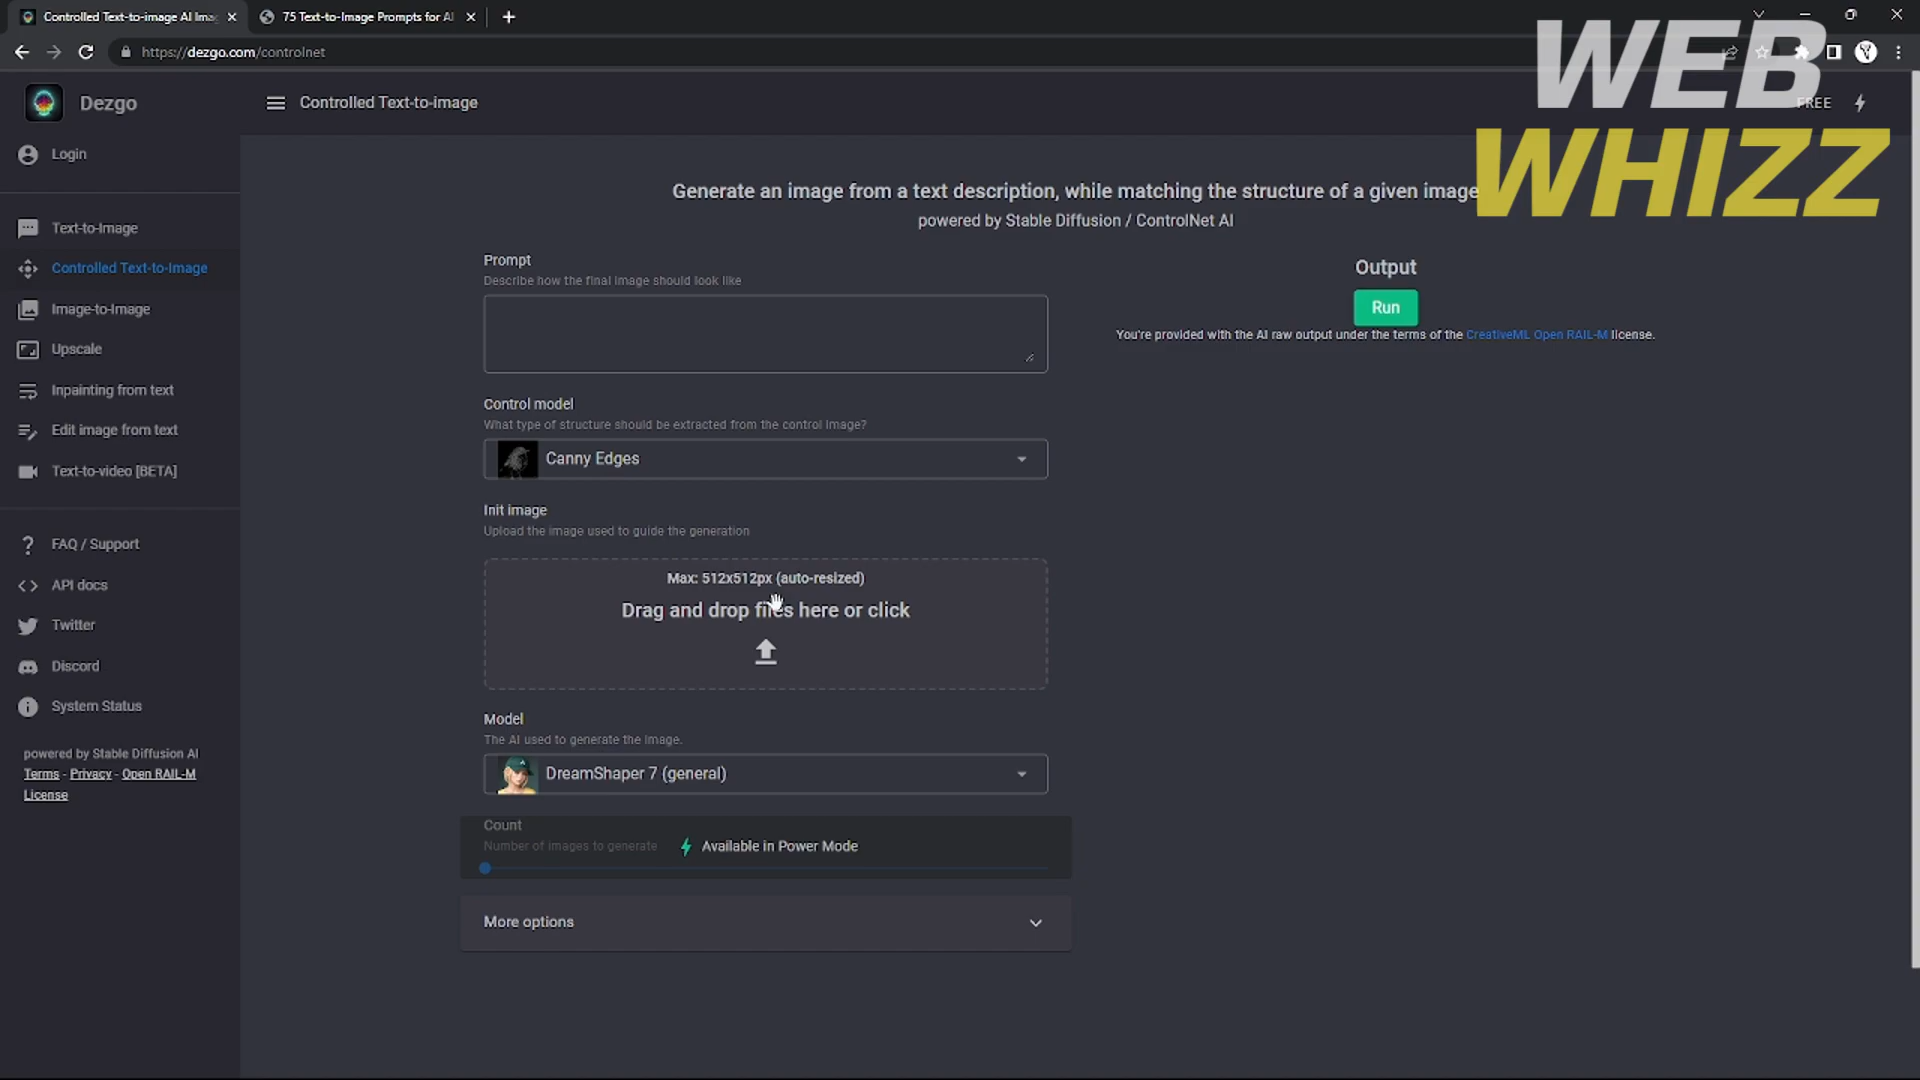 Controlled Text-to-image AI Ima
75 Text-to-Image Prompts for AI
https://dezgo.com/controlnet
WEB
WHIZZ
Dezgo
Controlled Text-to-image
FREE
Login
Text-to-Image
Controlled Text-to-Image
Image-to-Image
Upscale
Inpainting from text
Edit image from text
Text-to-video [BETA]
FAQ / Support
API docs
Twitter
Discord
System Status
powered by Stable Diffusion AI
Terms - Privacy - Open RAIL-M
License
Generate an image from a text description, while matching the structure of a given image
powered by Stable Diffusion / ControlNet AI
Prompt
Describe how the final image should look like
Control model
What type of structure should be extracted from the control image?
Canny Edges
Init image
Upload the image used to guide the generation
Max: 512x512px (auto-resized)
Drag and drop files here or click
Model
The AI used to generate the image.
DreamShaper 7 (general)
Count
Number of images to generate
Available in Power Mode
More options
Output
Run
You're provided with the AI raw output under the terms of the CreativeML Open RAIL-M license.